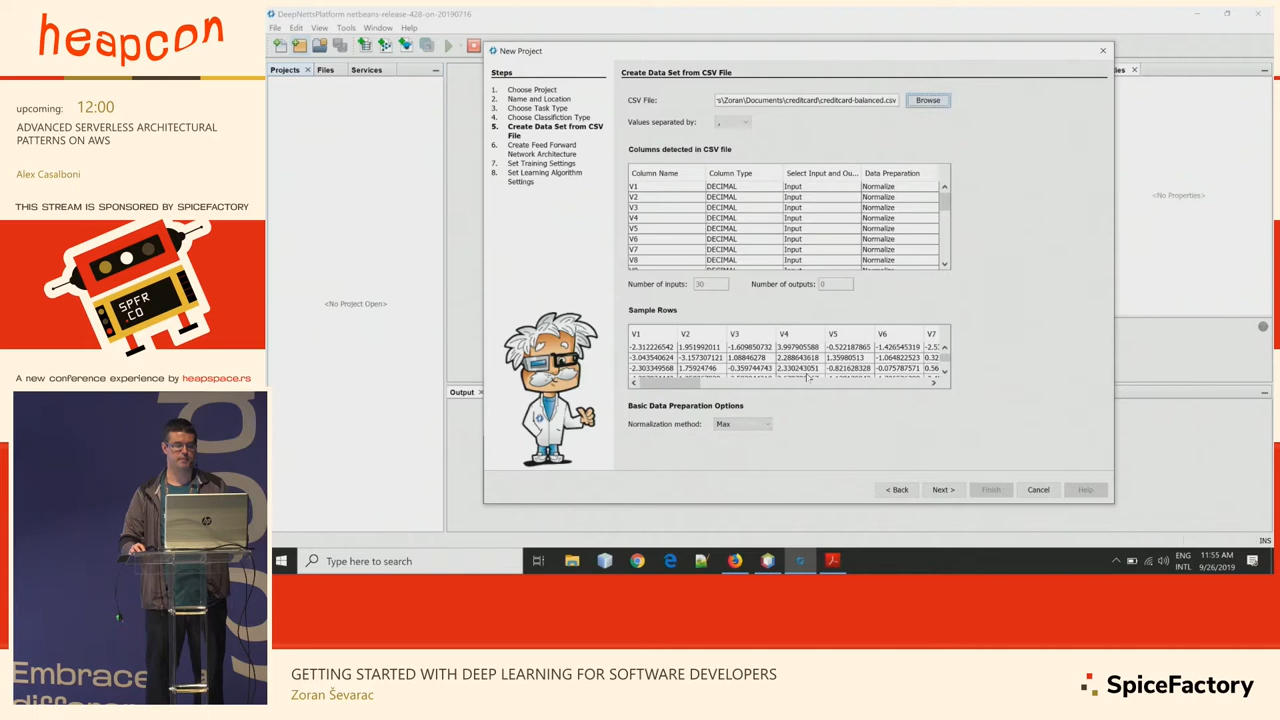 heapcon
upcoming: 12:00
ADVANCED SERVERLESS ARCHITECTURAL
PATTERNS ON AWS
Alex Casalboni
THIS STREAM IS SPONSORED BY SPICEFACTORY
SPFR
.CO
A new conference experience by heapspace.rs
Embrace
DeepNettsPlatform netbeans-release-428-on-20190716
File Edit View Tools Window Help
Projects Files Services
<No Project Open>
<No Properties>
Output
INS
New Project
Steps
1. Choose Project
2. Name and Location
3. Choose Task Type
4. Choose Classifiction Type
5. Create Data Set from CSV
File
6. Create Feed Forward
Network Architecture
7. Set Training Settings
8. Set Learning Algorithm
Settings
Create Data Set from CSV File
CSV File: s\Zoran\Documents\creditcard\creditcard-balanced.csv Browse
Values separated by: ,
Columns detected in CSV file
Column Name Column Type Select Input and Ou... Data Preparation
V1 DECIMAL Input Normalize
V2 DECIMAL Input Normalize
V3 DECIMAL Input Normalize
V4 DECIMAL Input Normalize
V5 DECIMAL Input Normalize
V6 DECIMAL Input Normalize
V7 DECIMAL Input Normalize
V8 DECIMAL Input Normalize
Number of inputs: 30 Number of outputs: 0
Sample Rows
V1 V2 V3 V4 V5 V6 V7
-2.312226542 1.951992011 -1.609850732 3.997905588 -0.522187865 -1.426545319
-3.043540624 -3.157307121 1.08846278 2.288643618 1.35980513 -1.064822523 0.32
-2.303349568 1.75924746 -0.359744743 2.330243051 -0.821628328 -0.075787571 0.56
Basic Data Preparation Options
Normalization method: Max
< Back Next > Finish Cancel Help
Type here to search
ENG
INTL
11:55 AM
9/26/2019
GETTING STARTED WITH DEEP LEARNING FOR SOFTWARE DEVELOPERS
Zoran Ševarac
SpiceFactory